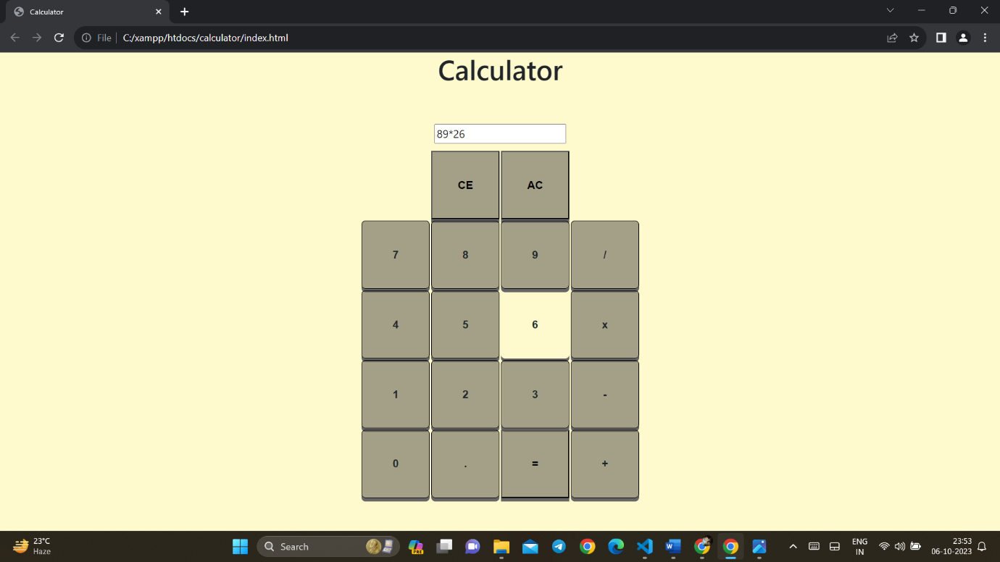 Calculator
File
C:/xampp/htdocs/calculator/index.html
Calculator
89*26
CE AC
7 8 9 /
4 5 6 x
1 2 3 -
0 . = +
23°C
Haze
Search
PRE
W
ENG
IN
23:53
06-10-2023